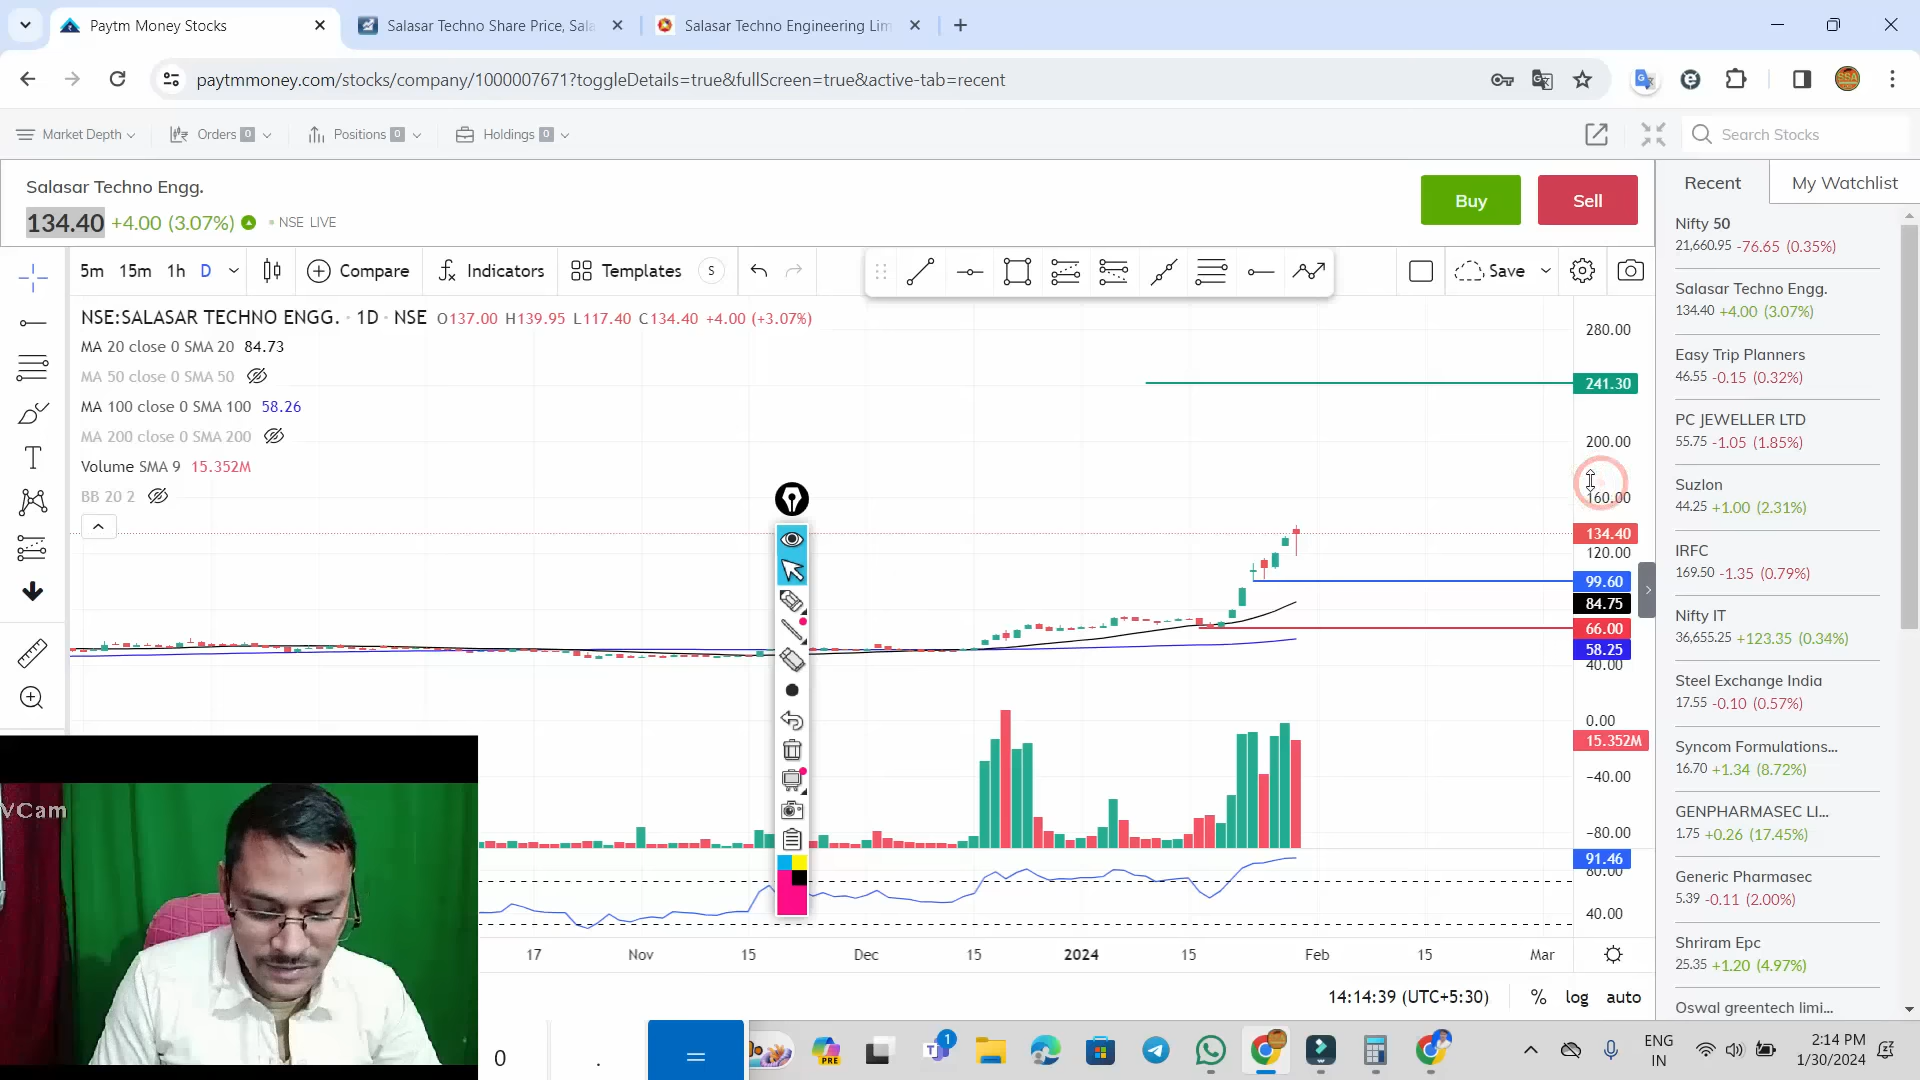 Paytm Money Stocks
Salasar Techno Share Price, Sala
Salasar Techno Engineering Lim
paytmmoney.com/stocks/company/1000007671?toggleDetails=true&fullScreen=true&active-tab=recent
Market Depth
Orders 0
Positions 0
Holdings 0
Search Stocks
Salasar Techno Engg.
134.40 +4.00 (3.07%)
NSE LIVE
Buy
Sell
Recent
My Watchlist
5m 15m 1h D
Compare
Indicators
Templates
S
Save
NSE:SALASAR TECHNO ENGG. · 1D · NSE O137.00 H139.95 L117.40 C134.40 +4.00 (+3.07%)
MA 20 close 0 SMA 20 84.73
MA 50 close 0 SMA 50
MA 100 close 0 SMA 100 58.26
MA 200 close 0 SMA 200
Volume SMA 9 15.352M
BB 20 2
280.00
241.30
200.00
160.00
134.40
120.00
99.60
84.75
66.00
58.25
40.00
0.00
15.352M
−40.00
−80.00
91.46
80.00
40.00
17 Nov 15 Dec 15 2024 15 Feb 15 Mar
14:14:39 (UTC+5:30) % log auto
Nifty 50
21,660.95 -76.65 (0.35%)
Salasar Techno Engg.
134.40 +4.00 (3.07%)
Easy Trip Planners
46.55 -0.15 (0.32%)
PC JEWELLER LTD
55.75 -1.05 (1.85%)
Suzlon
44.25 +1.00 (2.31%)
IRFC
169.50 -1.35 (0.79%)
Nifty IT
36,655.25 +123.35 (0.34%)
Steel Exchange India
17.55 -0.10 (0.57%)
Syncom Formulations...
16.70 +1.34 (8.72%)
GENPHARMASEC LI...
1.75 +0.26 (17.45%)
Generic Pharmasec
5.39 -0.11 (2.00%)
Shriram Epc
25.35 +1.20 (4.97%)
Oswal greentech limi...
VCam
0 . =
PRE
1
ENG
IN
2:14 PM
1/30/2024